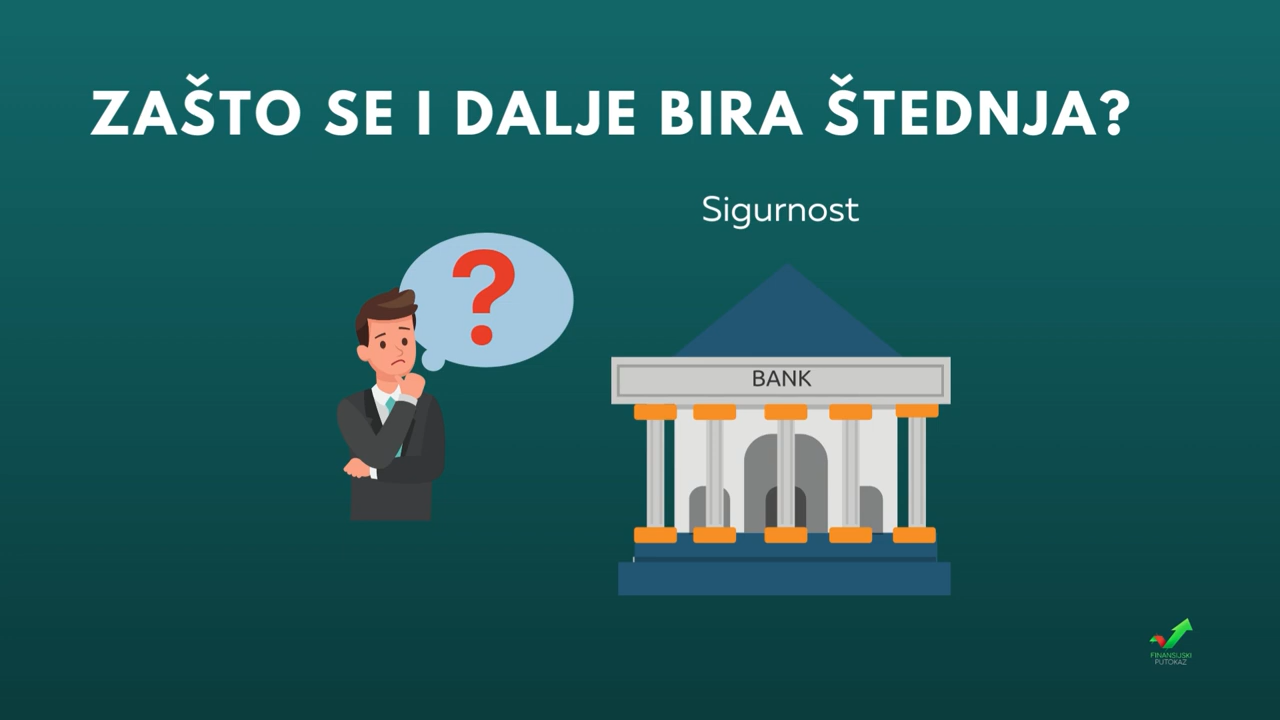 ZAŠTO SE I DALJE BIRA ŠTEDNJA?
Sigurnost
?
BANK
FINANSIJSKI
PUTOKAZ